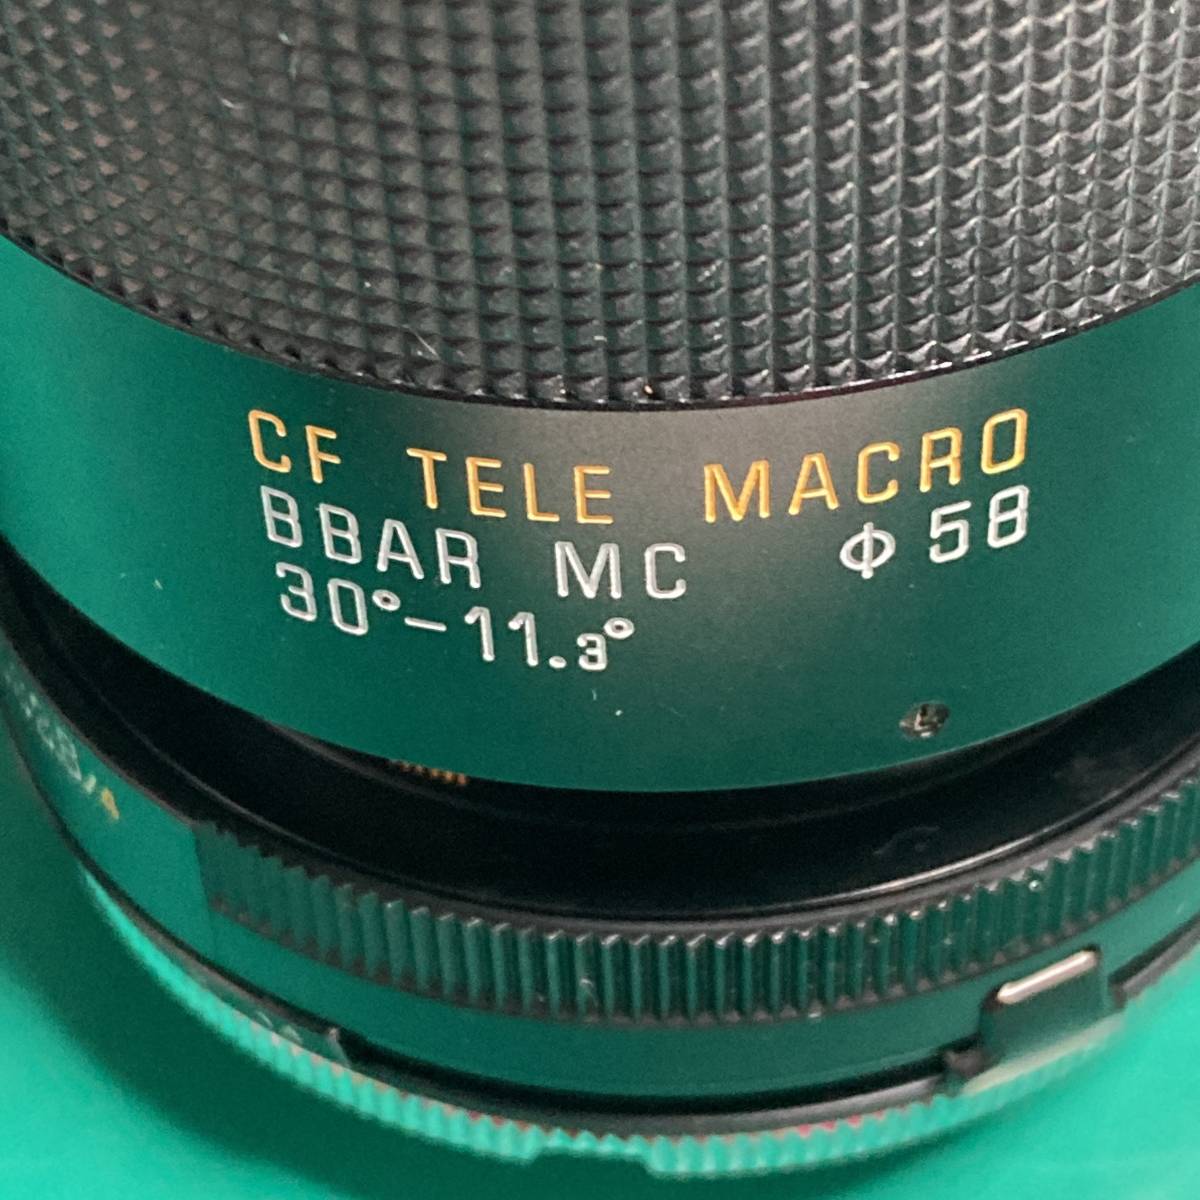 CF TELE MACRO
BBAR MC Φ58
30°-11.3°